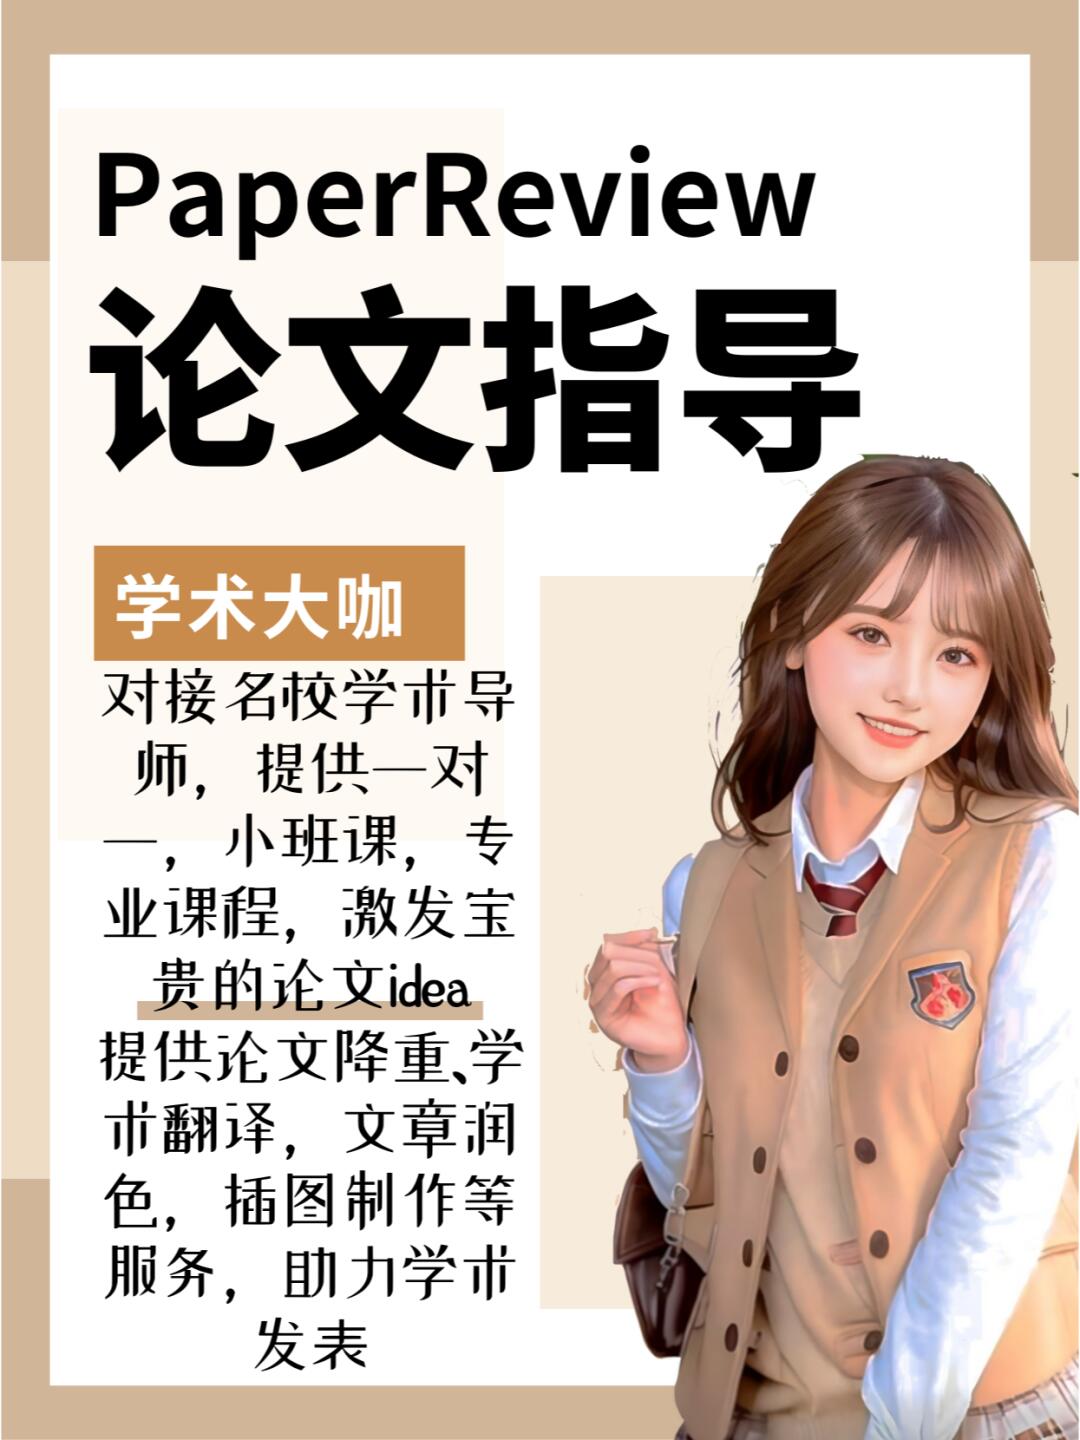 PaperReview
论文指导
学术大咖
对接名校学术导
师，提供一对
一，小班课，专
业课程，激发宝
贵的论文idea
提供论文降重、学
术翻译，文章润
色，插图制作等
服务，助力学术
发表